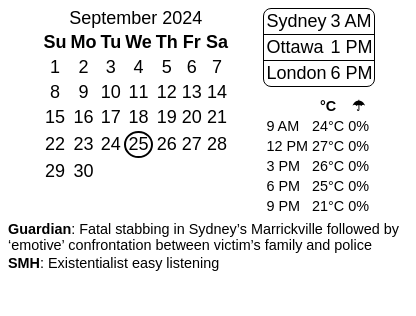 September 2024
Su Mo Tu We Th Fr Sa
1 2 3 4 5 6 7
8 9 10 11 12 13 14
15 16 17 18 19 20 21
22 23 24 25 26 27 28
29 30
Sydney 3 AM
Ottawa 1 PM
London 6 PM
°C ☂
9 AM 24°C 0%
12 PM 27°C 0%
3 PM 26°C 0%
6 PM 25°C 0%
9 PM 21°C 0%
Guardian: Fatal stabbing in Sydney’s Marrickville followed by
‘emotive’ confrontation between victim’s family and police
SMH: Existentialist easy listening